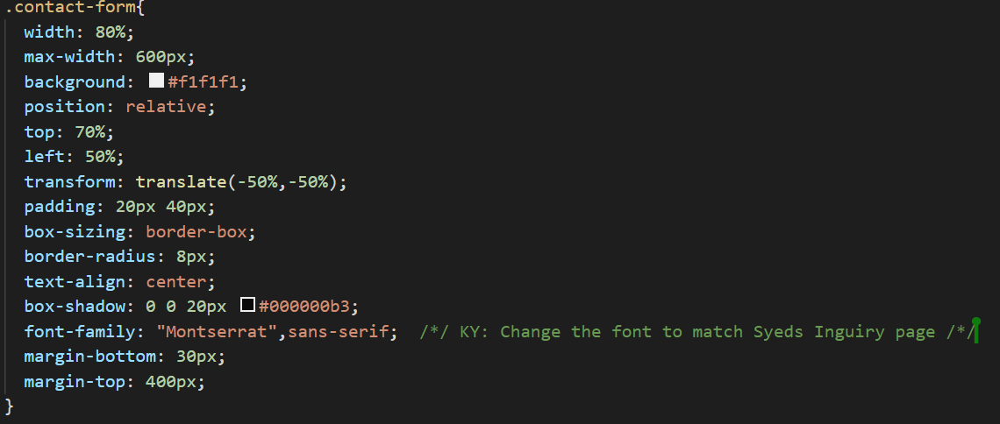 .contact-form{
width: 80%;
max-width: 600px;
background: #f1f1f1;
position: relative;
top: 70%;
left: 50%;
transform: translate(-50%,-50%);
padding: 20px 40px;
box-sizing: border-box;
border-radius: 8px;
text-align: center;
box-shadow: 0 0 20px #000000b3;
font-family: "Montserrat",sans-serif; /*/ KY: Change the font to match Syeds Inguiry page /*/
margin-bottom: 30px;
margin-top: 400px;
}